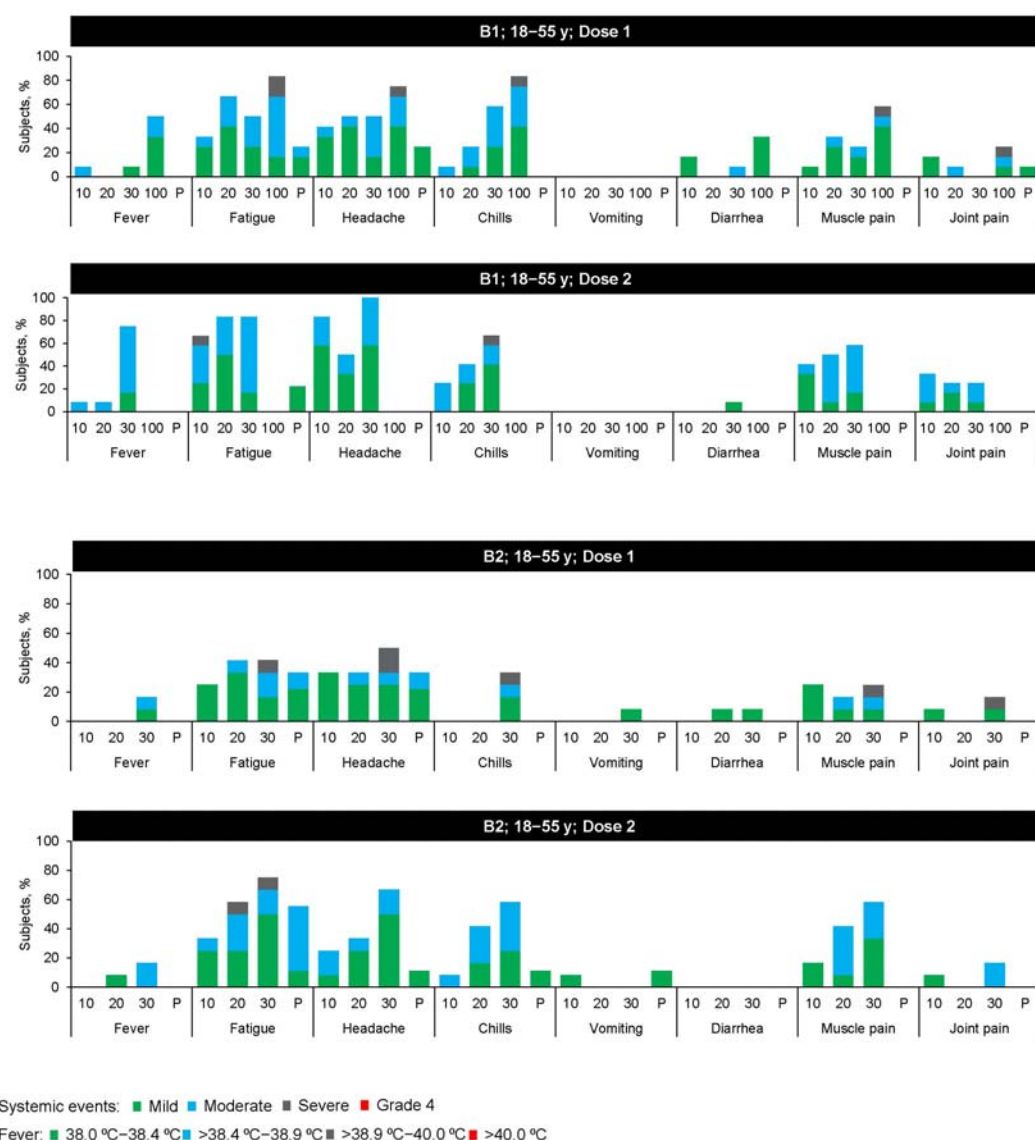 B1; 18–55 y; Dose 1
Subjects, %
100
80
60
40
20
0
10 20 30 100 P 10 20 30 100 P 10 20 30 100 P 10 20 30 100 P 10 20 30 100 P 10 20 30 100 P 10 20 30 100 P 10 20 30 100 P
Fever Fatigue Headache Chills Vomiting Diarrhea Muscle pain Joint pain
B1; 18–55 y; Dose 2
Subjects, %
100
80
60
40
20
0
10 20 30 100 P 10 20 30 100 P 10 20 30 100 P 10 20 30 100 P 10 20 30 100 P 10 20 30 100 P 10 20 30 100 P 10 20 30 100 P
Fever Fatigue Headache Chills Vomiting Diarrhea Muscle pain Joint pain
B2; 18–55 y; Dose 1
Subjects, %
100
80
60
40
20
0
10 20 30 P 10 20 30 P 10 20 30 P 10 20 30 P 10 20 30 P 10 20 30 P 10 20 30 P 10 20 30 P
Fever Fatigue Headache Chills Vomiting Diarrhea Muscle pain Joint pain
B2; 18–55 y; Dose 2
Subjects, %
100
80
60
40
20
0
10 20 30 P 10 20 30 P 10 20 30 P 10 20 30 P 10 20 30 P 10 20 30 P 10 20 30 P 10 20 30 P
Fever Fatigue Headache Chills Vomiting Diarrhea Muscle pain Joint pain
Systemic events: Mild Moderate Severe Grade 4
Fever: 38.0 ºC–38.4 ºC >38.4 ºC–38.9 ºC >38.9 ºC–40.0 ºC >40.0 ºC